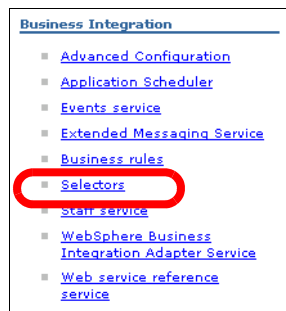 Business Integration
Advanced Configuration
Application Scheduler
Events service
Extended Messaging Service
Business rules
Selectors
Staff service
WebSphere Business
Integration Adapter Service
Web service reference
service